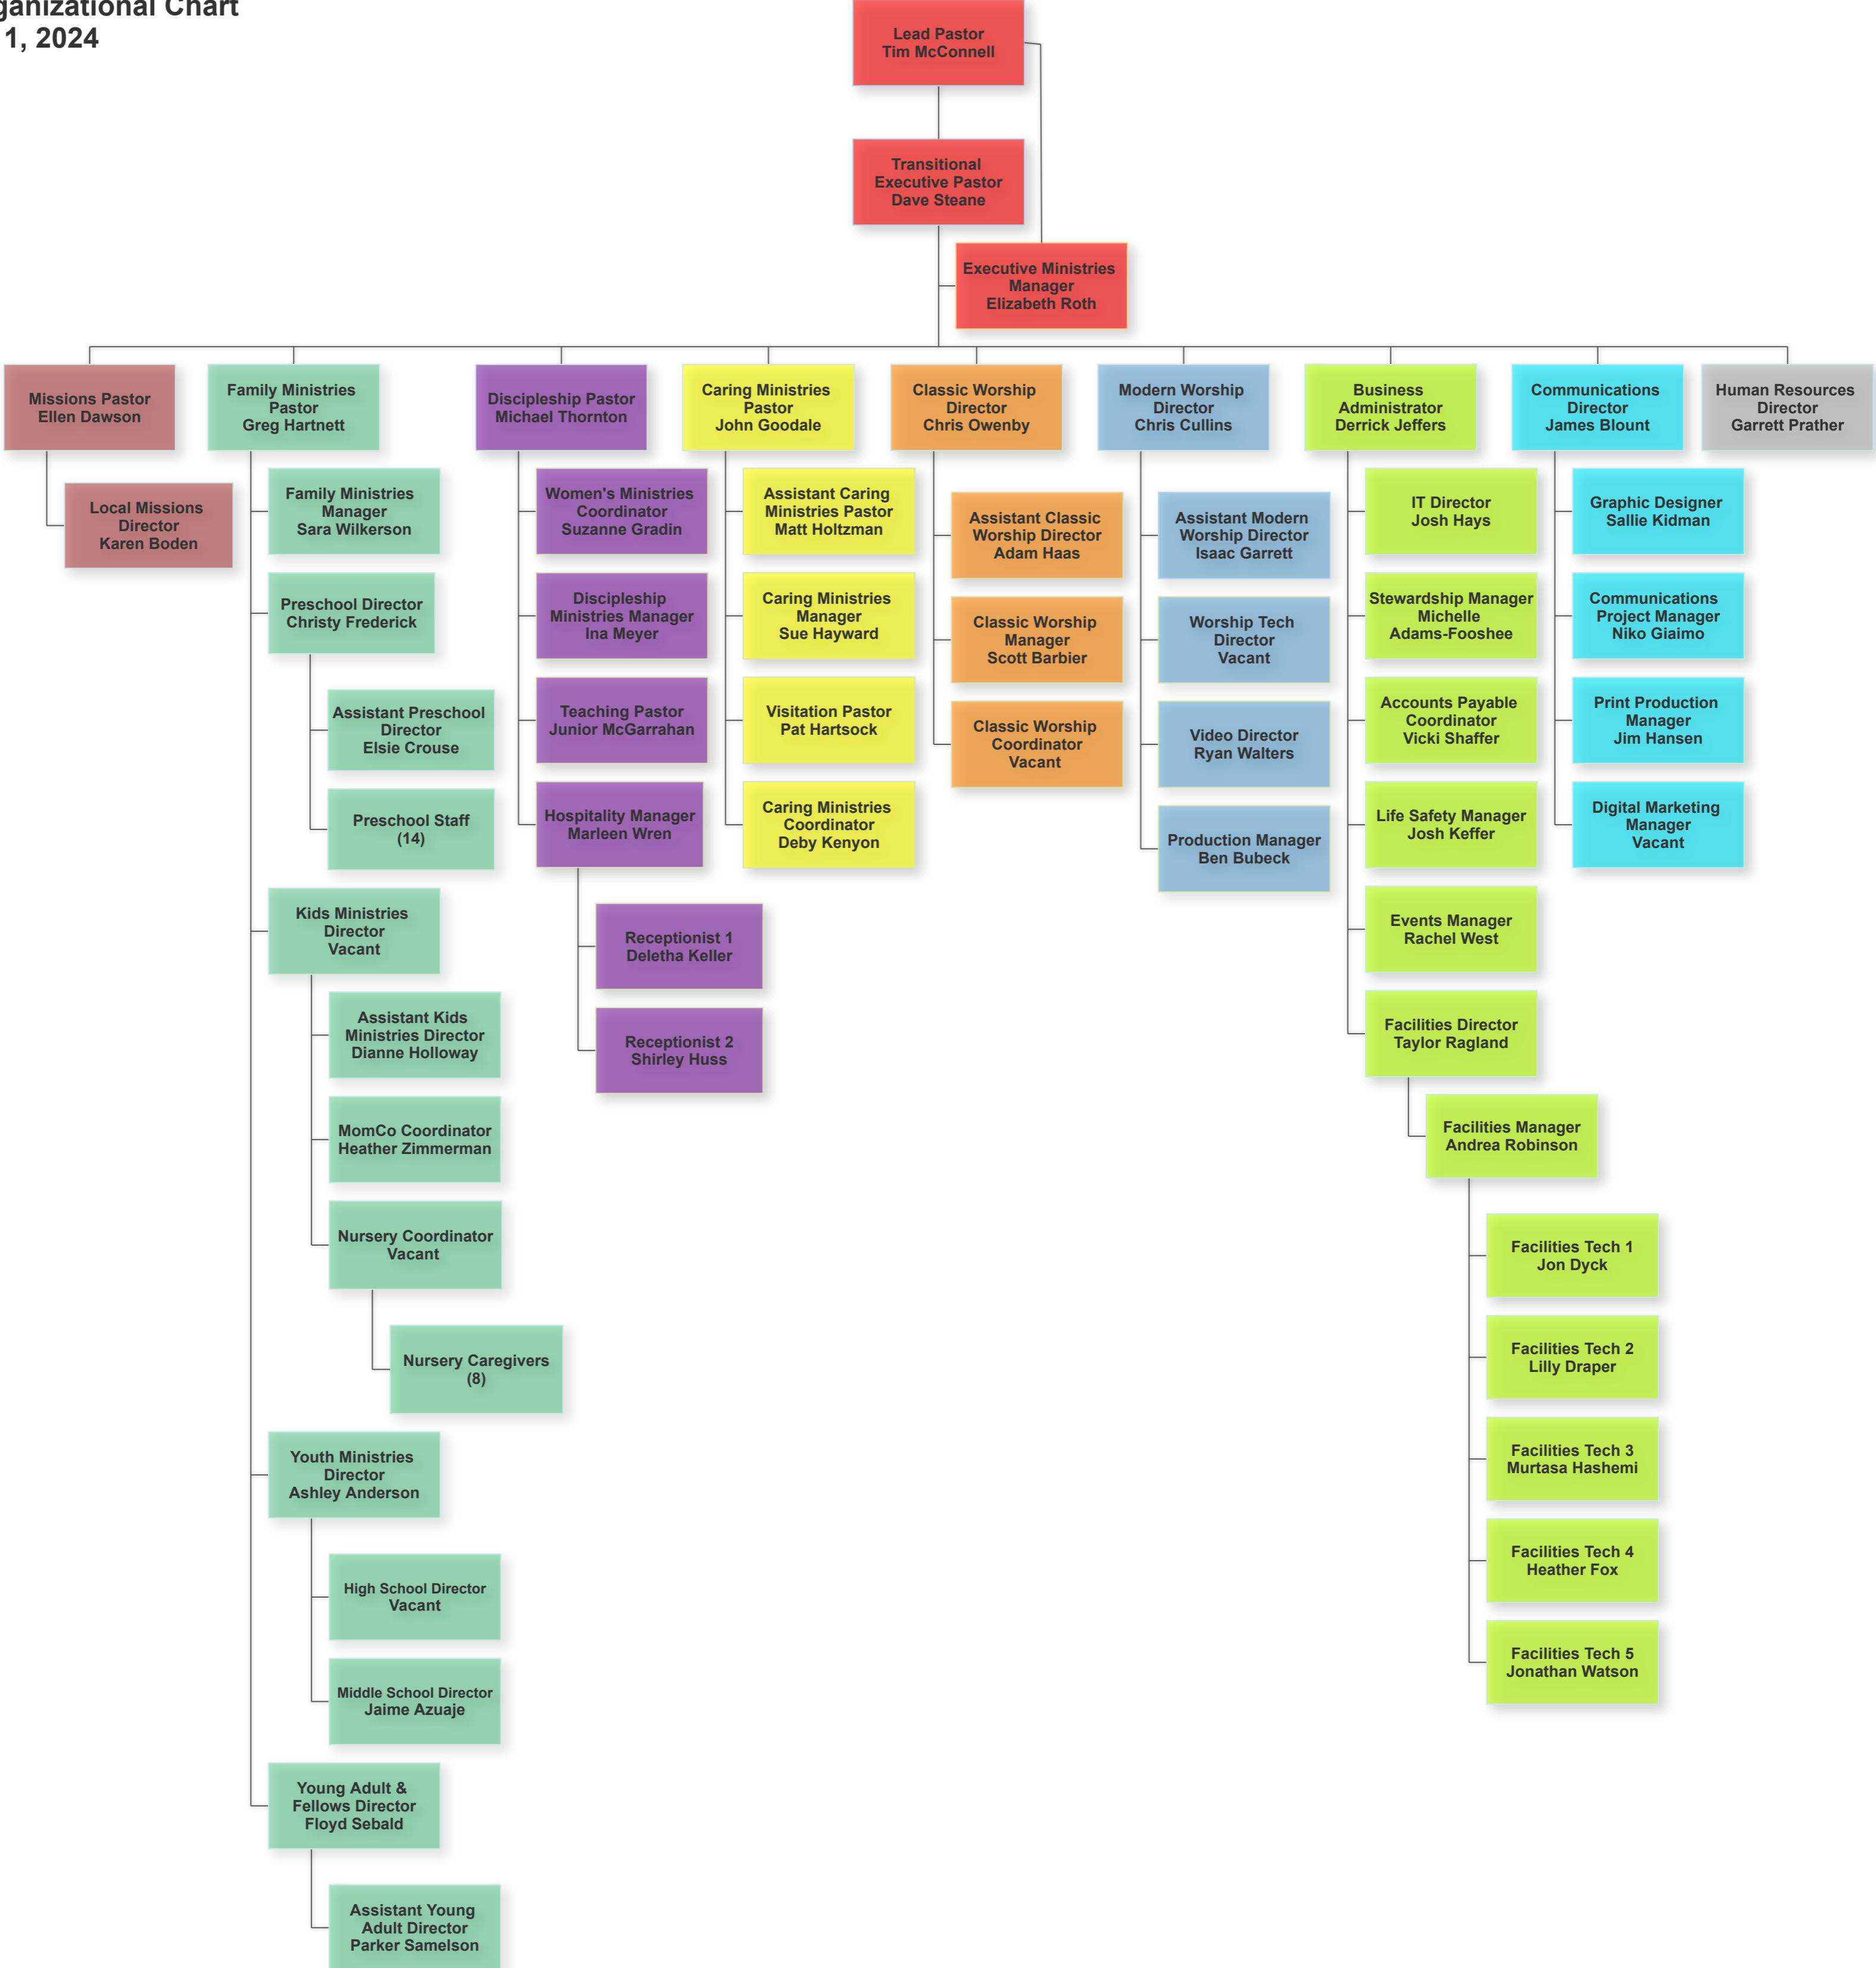 ganizational Chart
1, 2024
Lead Pastor
Tim McConnell
Transitional
Executive Pastor
Dave Steane
Executive Ministries
Manager
Elizabeth Roth
Missions Pastor
Ellen Dawson
Local Missions
Director
Karen Boden
Family Ministries
Pastor
Greg Hartnett
Family Ministries
Manager
Sara Wilkerson
Preschool Director
Christy Frederick
Assistant Preschool
Director
Elsie Crouse
Preschool Staff
(14)
Kids Ministries
Director
Vacant
Assistant Kids
Ministries Director
Dianne Holloway
MomCo Coordinator
Heather Zimmerman
Nursery Coordinator
Vacant
Nursery Caregivers
(8)
Youth Ministries
Director
Ashley Anderson
High School Director
Vacant
Middle School Director
Jaime Azuaje
Young Adult &
Fellows Director
Floyd Sebald
Assistant Young
Adult Director
Parker Samelson
Discipleship Pastor
Michael Thornton
Women's Ministries
Coordinator
Suzanne Gradin
Discipleship
Ministries Manager
Ina Meyer
Teaching Pastor
Junior McGarrahan
Hospitality Manager
Marleen Wren
Receptionist 1
Deletha Keller
Receptionist 2
Shirley Huss
Caring Ministries
Pastor
John Goodale
Assistant Caring
Ministries Pastor
Matt Holtzman
Caring Ministries
Manager
Sue Hayward
Visitation Pastor
Pat Hartsock
Caring Ministries
Coordinator
Deby Kenyon
Classic Worship
Director
Chris Owenby
Assistant Classic
Worship Director
Adam Haas
Classic Worship
Manager
Scott Barbier
Classic Worship
Coordinator
Vacant
Modern Worship
Director
Chris Cullins
Assistant Modern
Worship Director
Isaac Garrett
Worship Tech
Director
Vacant
Video Director
Ryan Walters
Production Manager
Ben Bubeck
Business
Administrator
Derrick Jeffers
IT Director
Josh Hays
Stewardship Manager
Michelle
Adams-Fooshee
Accounts Payable
Coordinator
Vicki Shaffer
Life Safety Manager
Josh Keffer
Events Manager
Rachel West
Facilities Director
Taylor Ragland
Facilities Manager
Andrea Robinson
Facilities Tech 1
Jon Dyck
Facilities Tech 2
Lilly Draper
Facilities Tech 3
Murtasa Hashemi
Facilities Tech 4
Heather Fox
Facilities Tech 5
Jonathan Watson
Communications
Director
James Blount
Graphic Designer
Sallie Kidman
Communications
Project Manager
Niko Giaimo
Print Production
Manager
Jim Hansen
Digital Marketing
Manager
Vacant
Human Resources
Director
Garrett Prather